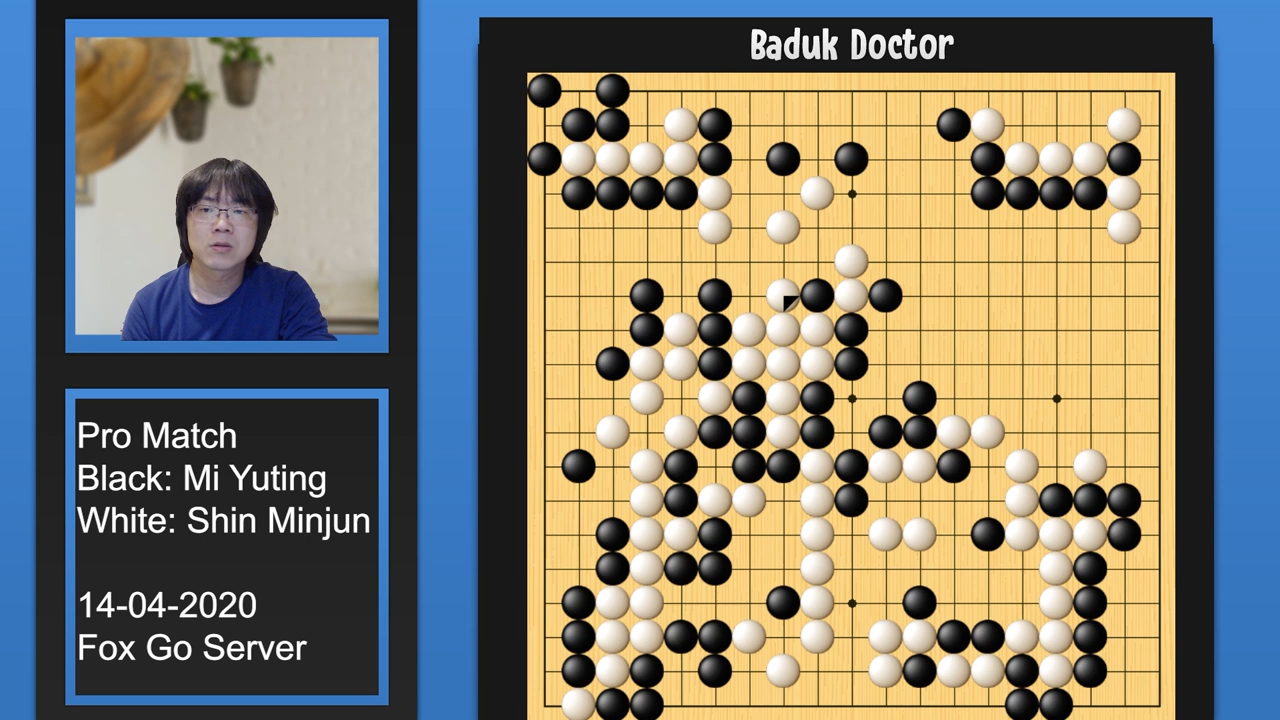 Baduk Doctor
Pro Match
Black: Mi Yuting
White: Shin Minjun
14-04-2020
Fox Go Server